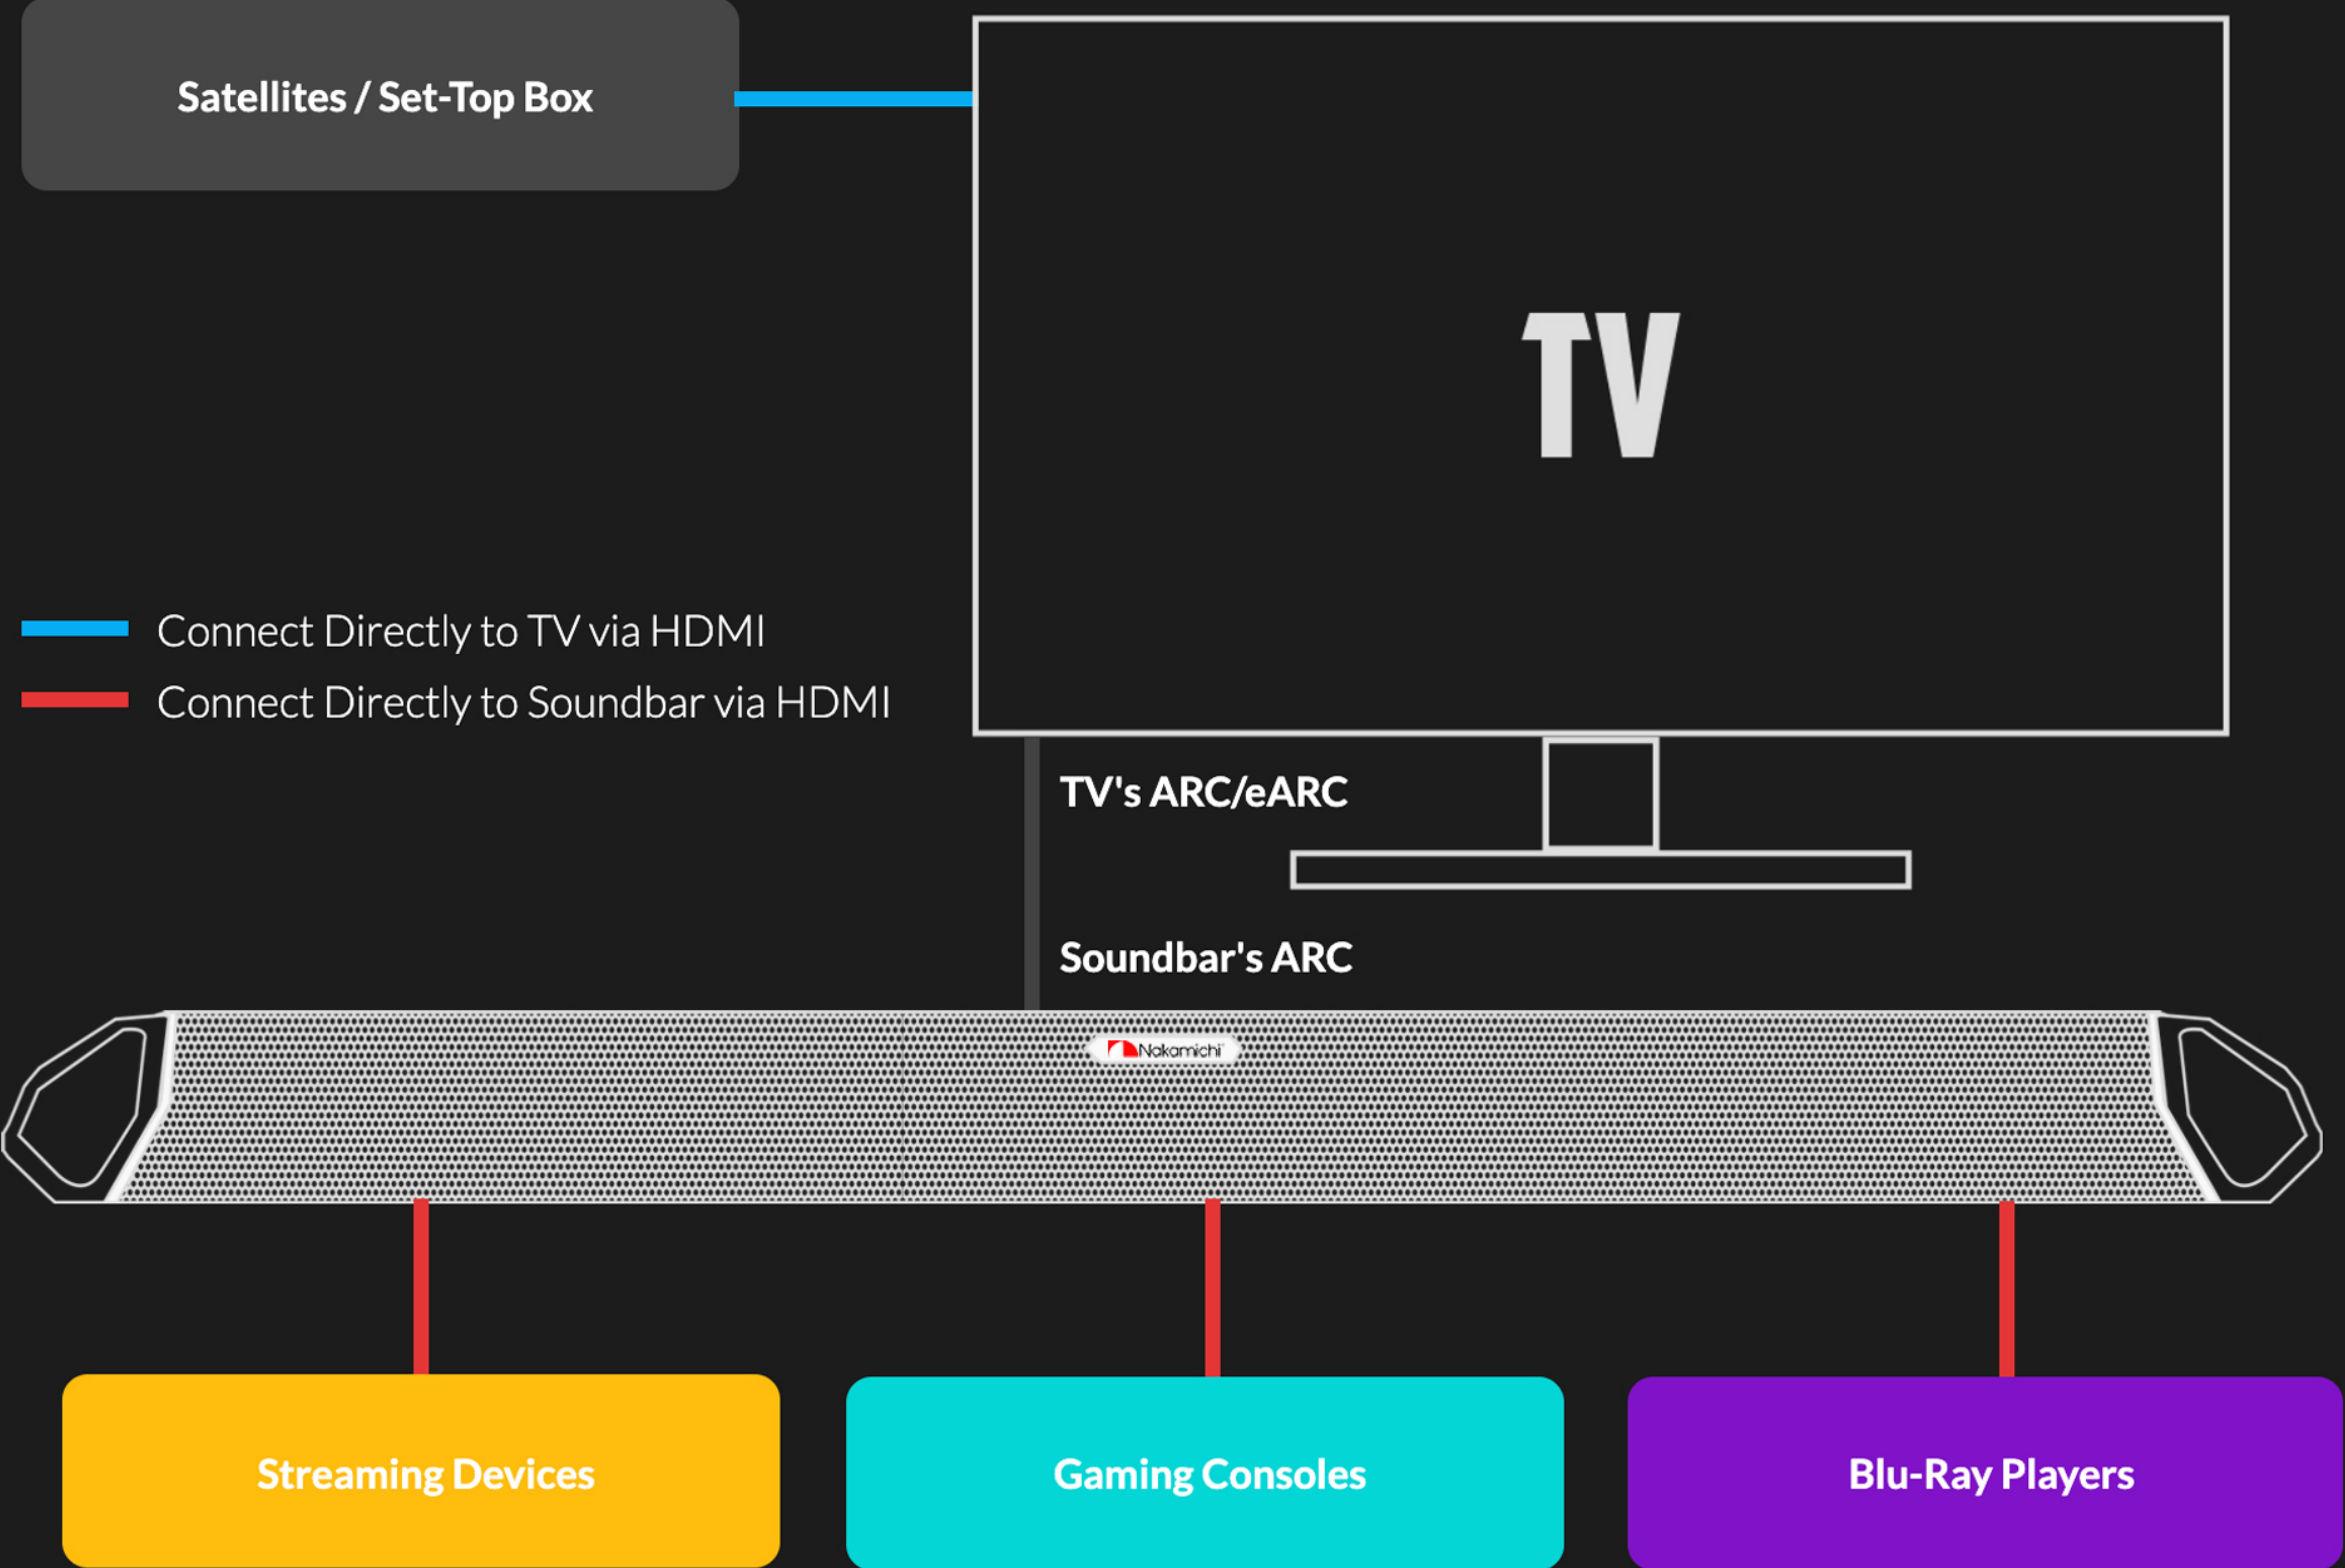 Satellites / Set-Top Box
TV
Connect Directly to TV via HDMI
Connect Directly to Soundbar via HDMI
TV's ARC/eARC
Soundbar's ARC
Nakamichi
Streaming Devices
Gaming Consoles
Blu-Ray Players